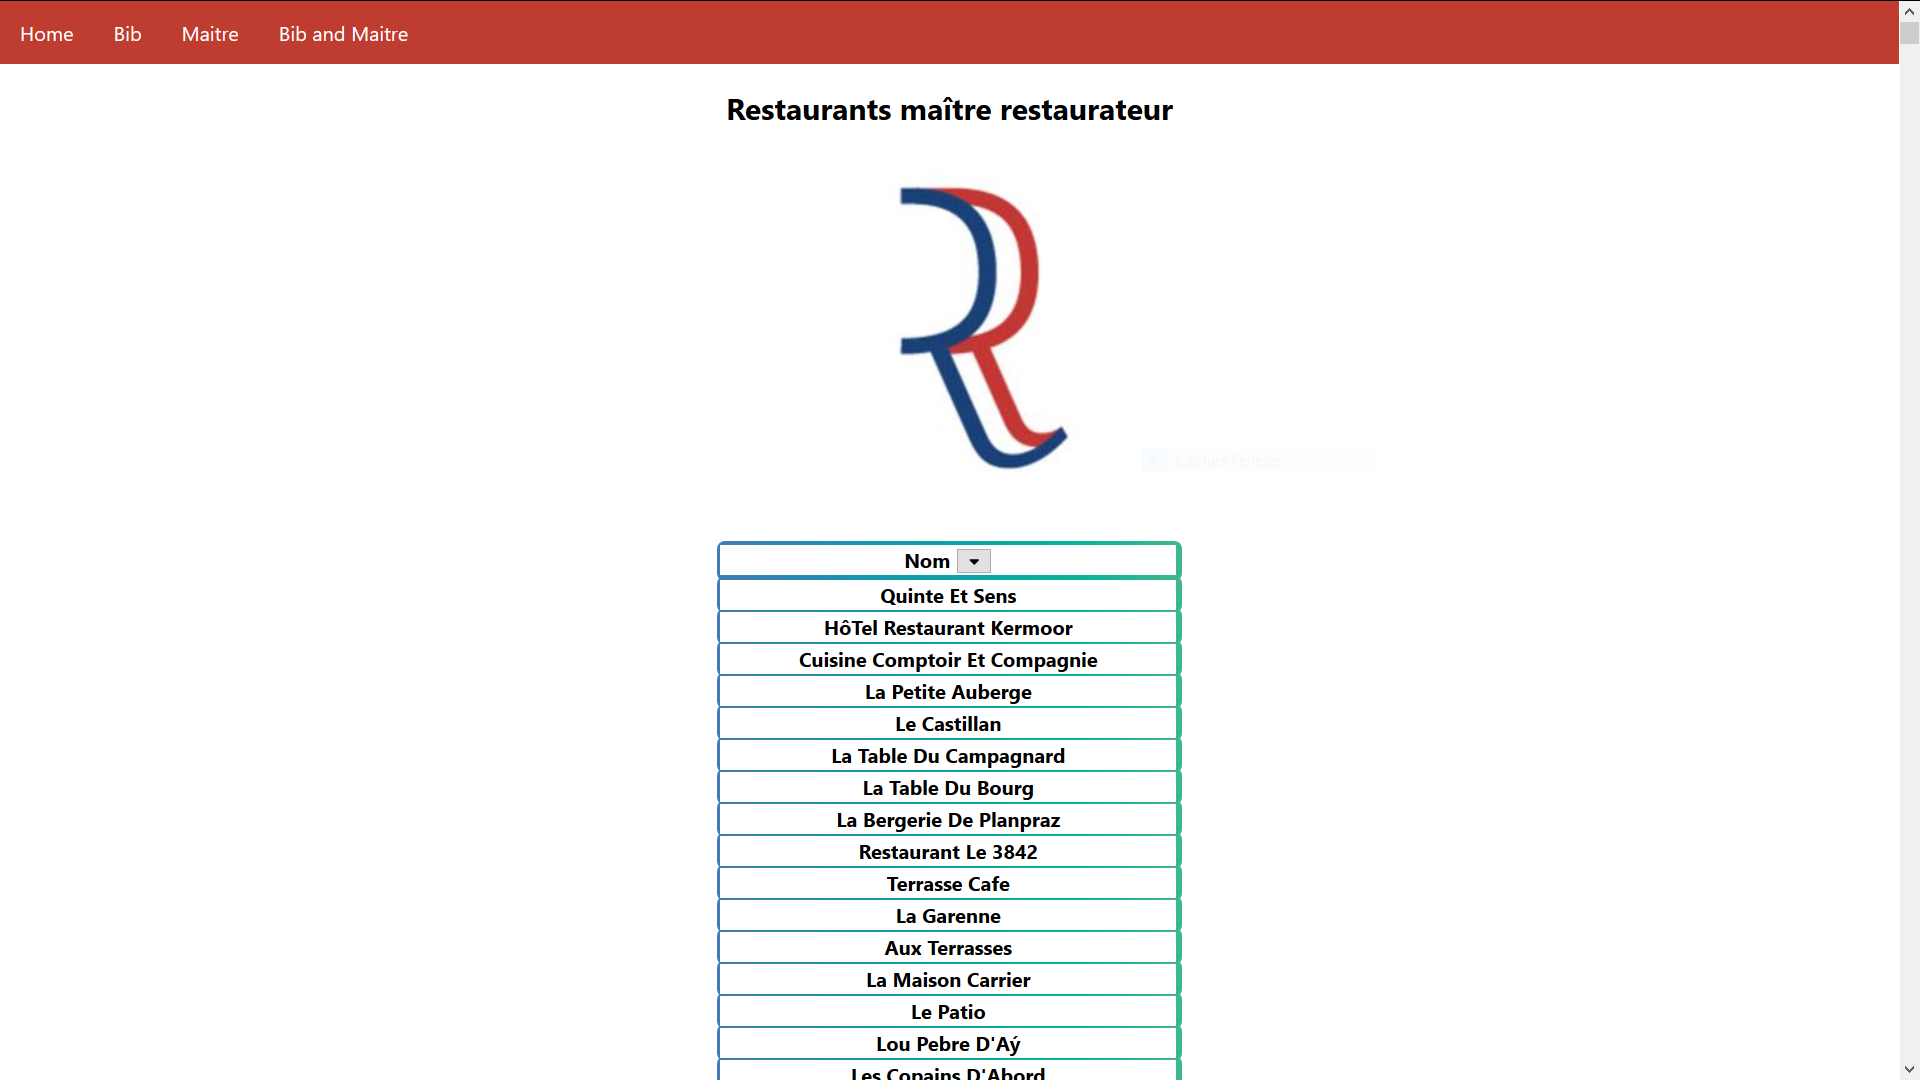 Home Bib Maitre Bib and Maitre
Restaurants maître restaurateur
Capture Fenêtre
Nom
Quinte Et Sens
HôTel Restaurant Kermoor
Cuisine Comptoir Et Compagnie
La Petite Auberge
Le Castillan
La Table Du Campagnard
La Table Du Bourg
La Bergerie De Planpraz
Restaurant Le 3842
Terrasse Cafe
La Garenne
Aux Terrasses
La Maison Carrier
Le Patio
Lou Pebre D'Aý
Les Copains D'Abord